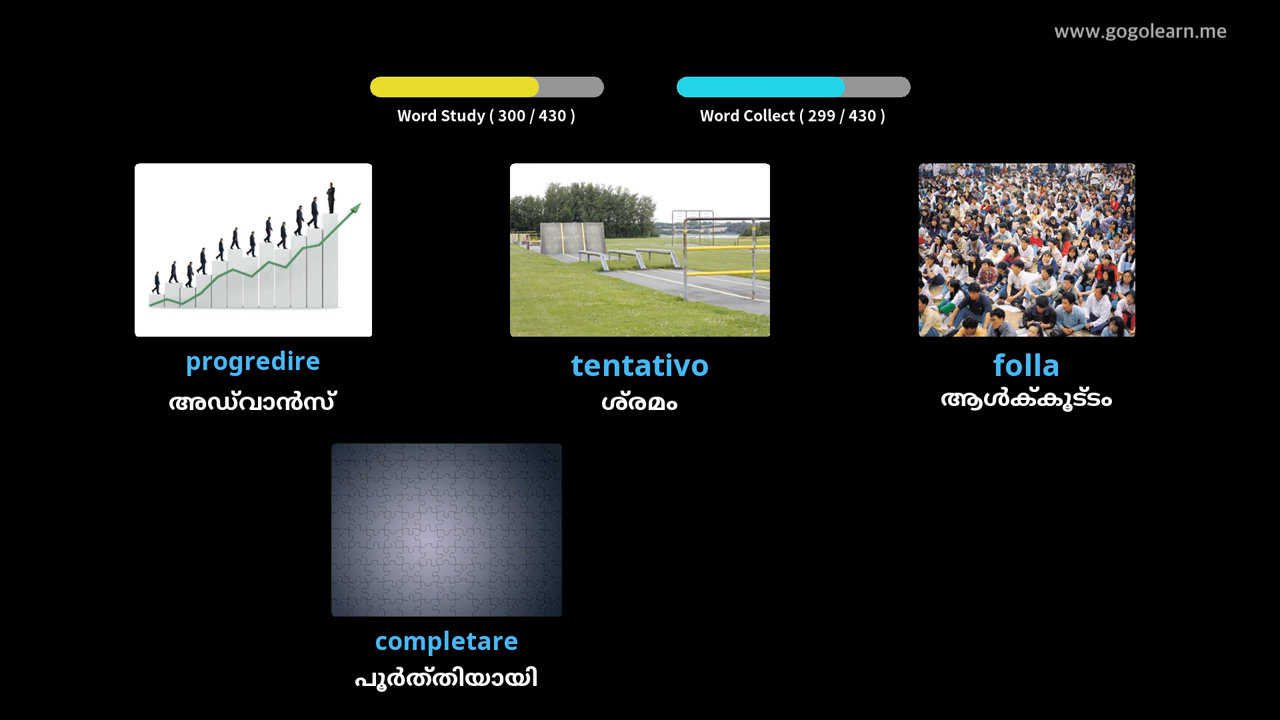 www.gogolearn.me
Word Study ( 300 / 430 )
Word Collect ( 299 / 430 )
progredire
അഡ്വാൻസ്
tentativo
ശ്രമം
folla
ആൾക്കൂട്ടം
completare
പൂർത്തിയായി